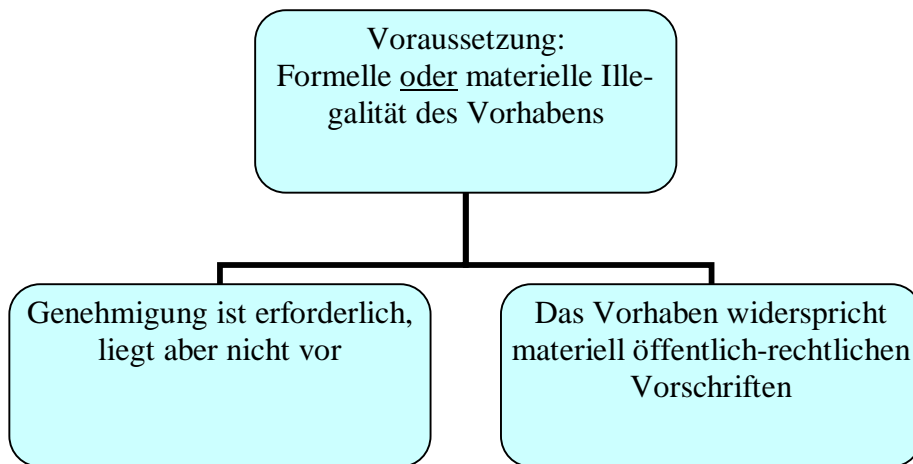 Voraussetzung:
Formelle oder materielle Ille-
galität des Vorhabens
Genehmigung ist erforderlich,
liegt aber nicht vor
Das Vorhaben widerspricht
materiell öffentlich-rechtlichen
Vorschriften